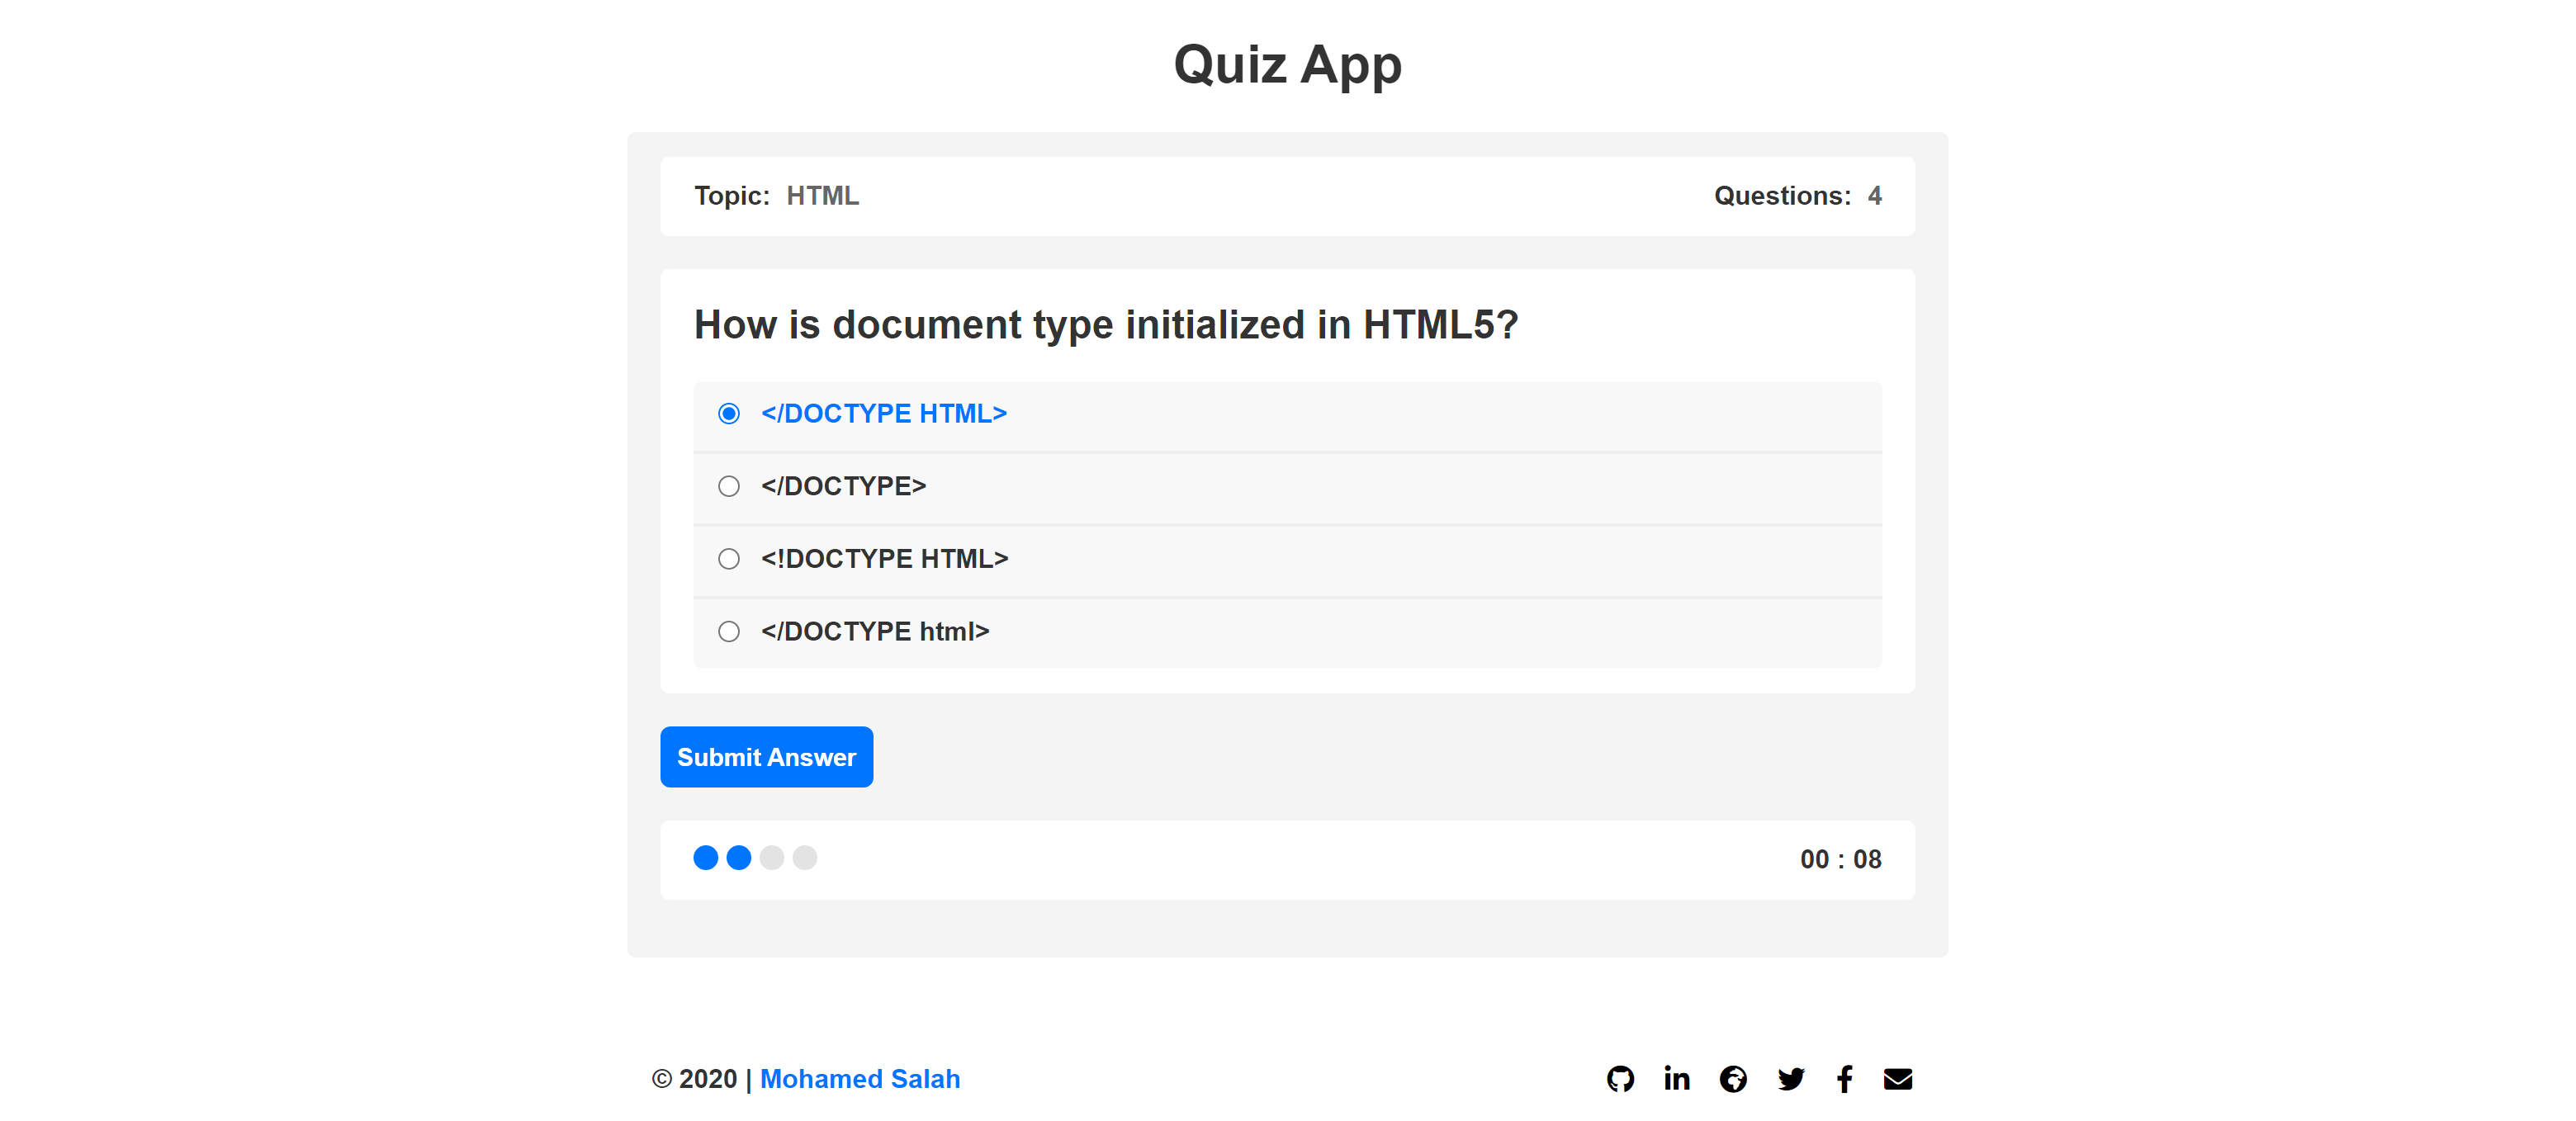 Quiz App
Topic: HTML Questions: 4
How is document type initialized in HTML5?
</DOCTYPE HTML>
</DOCTYPE>
<!DOCTYPE HTML>
</DOCTYPE html>
Submit Answer
00 : 08
© 2020 | Mohamed Salah